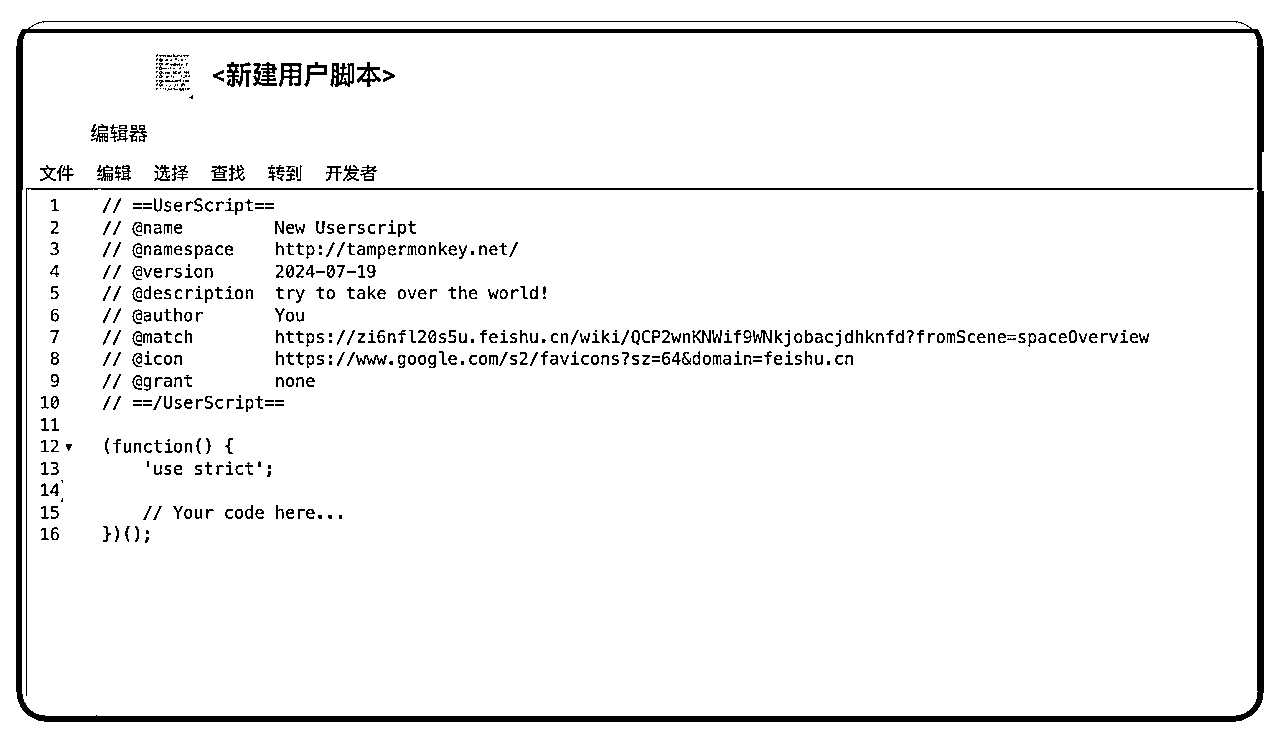 <新建用户脚本>
编辑器
文件 编辑 选择 查找 转到 开发者
1 // ==UserScript==
2 // @name New Userscript
3 // @namespace http://tampermonkey.net/
4 // @version 2024-07-19
5 // @description try to take over the world!
6 // @author You
7 // @match https://zi6nfl20s5u.feishu.cn/wiki/QCP2wnKNWif9WNkjobacjdhknfd?fromScene=spaceOverview
8 // @icon https://www.google.com/s2/favicons?sz=64&domain=feishu.cn
9 // @grant none
10 // ==/UserScript==
11
12 (function() {
13 'use strict';
14
15 // Your code here...
16 })();